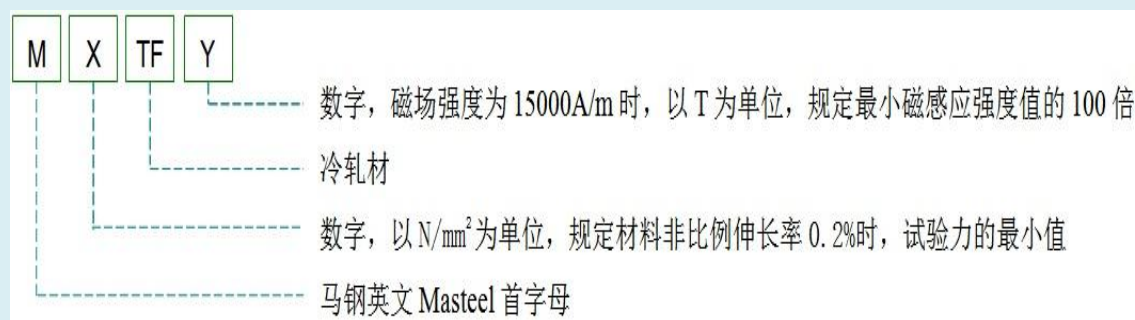 M X TF Y
数字，磁场强度为15000A/m时，以T为单位，规定最小磁感应强度值的100倍
冷轧材
数字，以N/mm²为单位，规定材料非比例伸长率0.2%时，试验力的最小值
马钢英文Masteel首字母